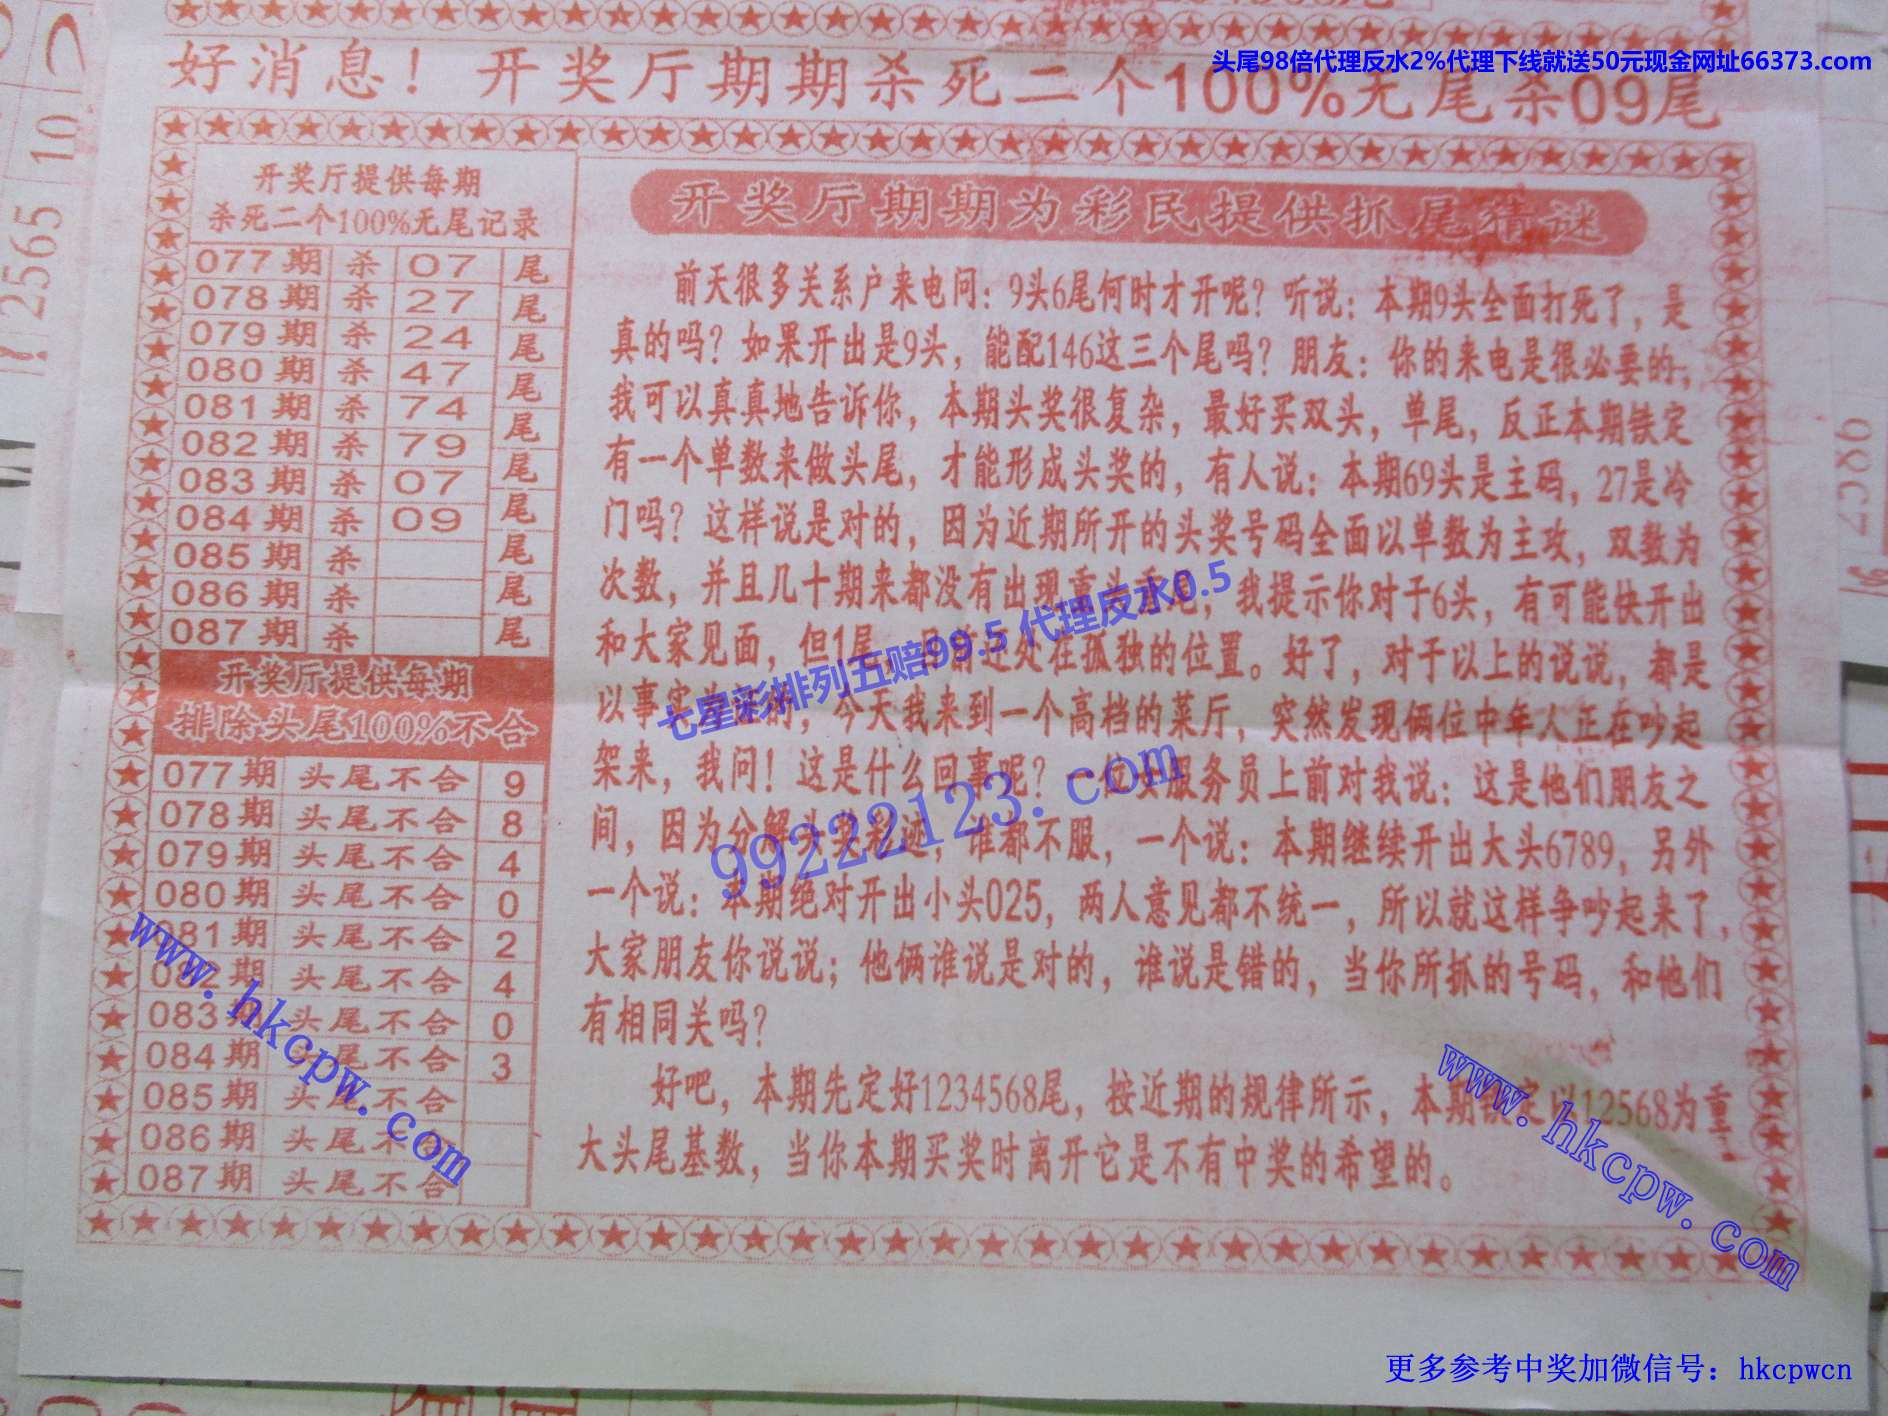 头尾98倍代理反水2%代理下线就送50元现金网址66373.com
好消息！开奖厅期期杀死二个100%无尾杀09尾
开奖厅提供每期
杀死二个100%无尾记录
077期 杀 07 尾
078期 杀 27 尾
079期 杀 24 尾
080期 杀 47 尾
081期 杀 74 尾
082期 杀 79 尾
083期 杀 07 尾
084期 杀 09 尾
085期 杀 尾
086期 杀 尾
087期 杀 尾
开奖厅提供每期
排除头尾100%不合
077期 头尾不合 9
078期 头尾不合 8
079期 头尾不合 4
080期 头尾不合 0
081期 头尾不合 2
082期 头尾不合 4
083期 头尾不合 0
084期 头尾不合 3
085期 头尾不合
086期 头尾不合
087期 头尾不合
开奖厅期期为彩民提供抓尾猜谜
前天很多关系户来电问：9头6尾何时才开呢？听说：本期9头全面打死了，是
真的吗？如果开出是9头，能配146这三个尾吗？朋友：你的来电是很必要的，
我可以真真地告诉你，本期头奖很复杂，最好买双头，单尾，反正本期铁定
有一个单数来做头尾，才能形成头奖的，有人说：本期69头是主码，27是冷
门吗？这样说是对的，因为近期所开的头奖号码全面以单数为主攻，双数为
次数，并且几十期来都没有出现重头重尾，我提示你对于6头，有可能快开出
和大家见面，但1尾，处在孤独的位置。好了，对于以上的说说，都是
以事实，今天我来到一个高档的菜厅，突然发现俩位中年人正在吵起
架来，我问！这是什么回事呢？一位女服务员上前对我说：这是他们朋友之
间，因为分解头奖轨迹，谁都不服，一个说：本期继续开出大头6789，另外
一个说：本期绝对开出小头025，两人意见都不统一，所以就这样争吵起来了，
大家朋友你说说；他俩谁说是对的，谁说是错的，当你所抓的号码，和他们
有相同关吗？
好吧，本期先定好1234568尾，按近期的规律所示，本期铁定以12568为重
大头尾基数，当你本期买奖时离开它是不有中奖的希望的。
七星彩排列五赔99.5 代理反水0.5
99222123.com
www.hkcpw.com
www.hkcpw.com
更多参考中奖加微信号：hkcpwcn
12565 10